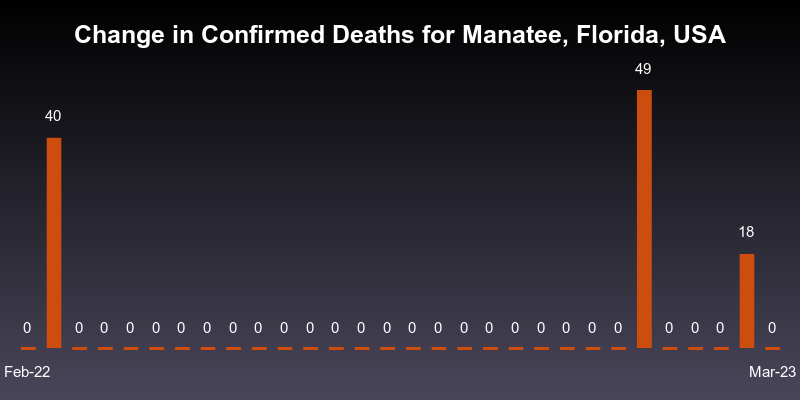 Change in Confirmed Deaths for Manatee, Florida, USA
49
40
18
0 0 0 0 0 0 0 0 0 0 0 0 0 0 0 0 0 0 0 0 0 0 0 0 0 0 0
Feb-22 Mar-23